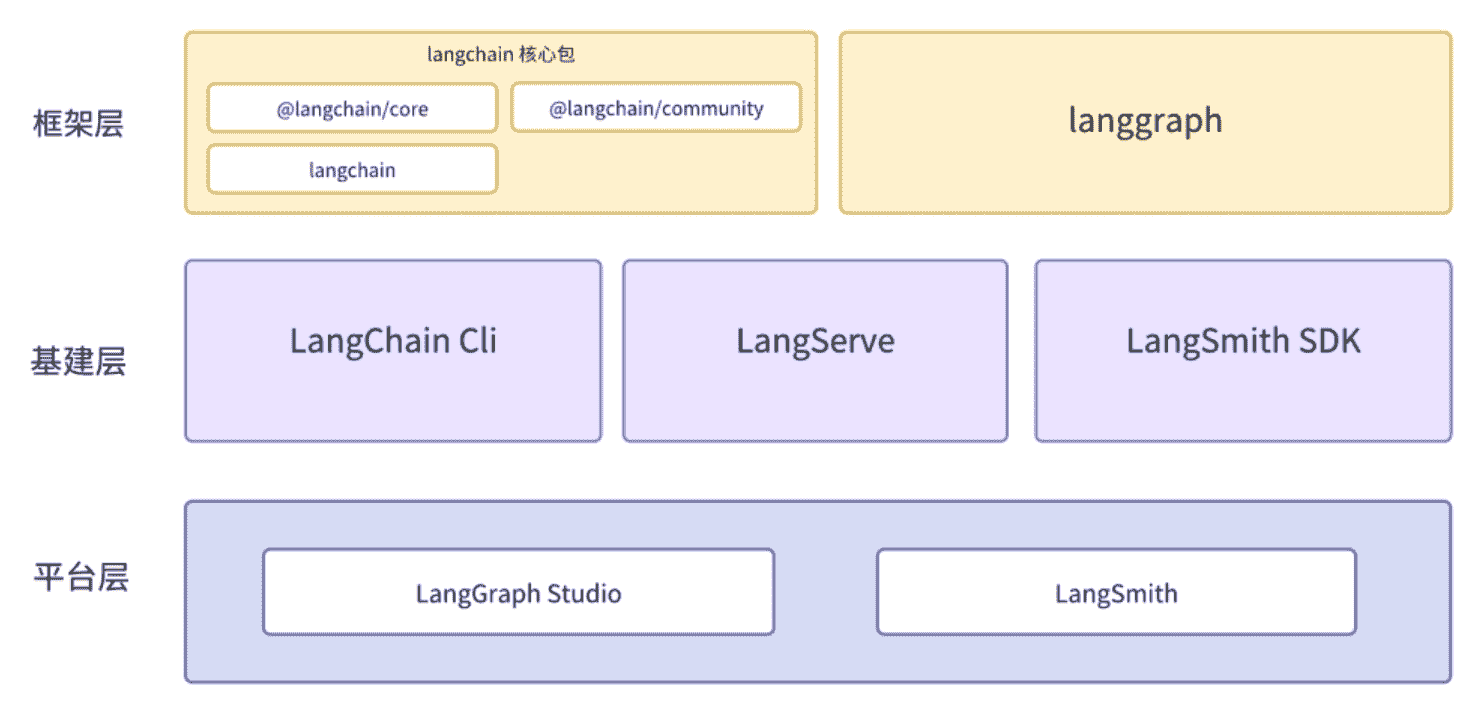 框架层
langchain 核心包
@langchain/core
@langchain/community
langchain
langgraph
基建层
LangChain Cli
LangServe
LangSmith SDK
平台层
LangGraph Studio
LangSmith